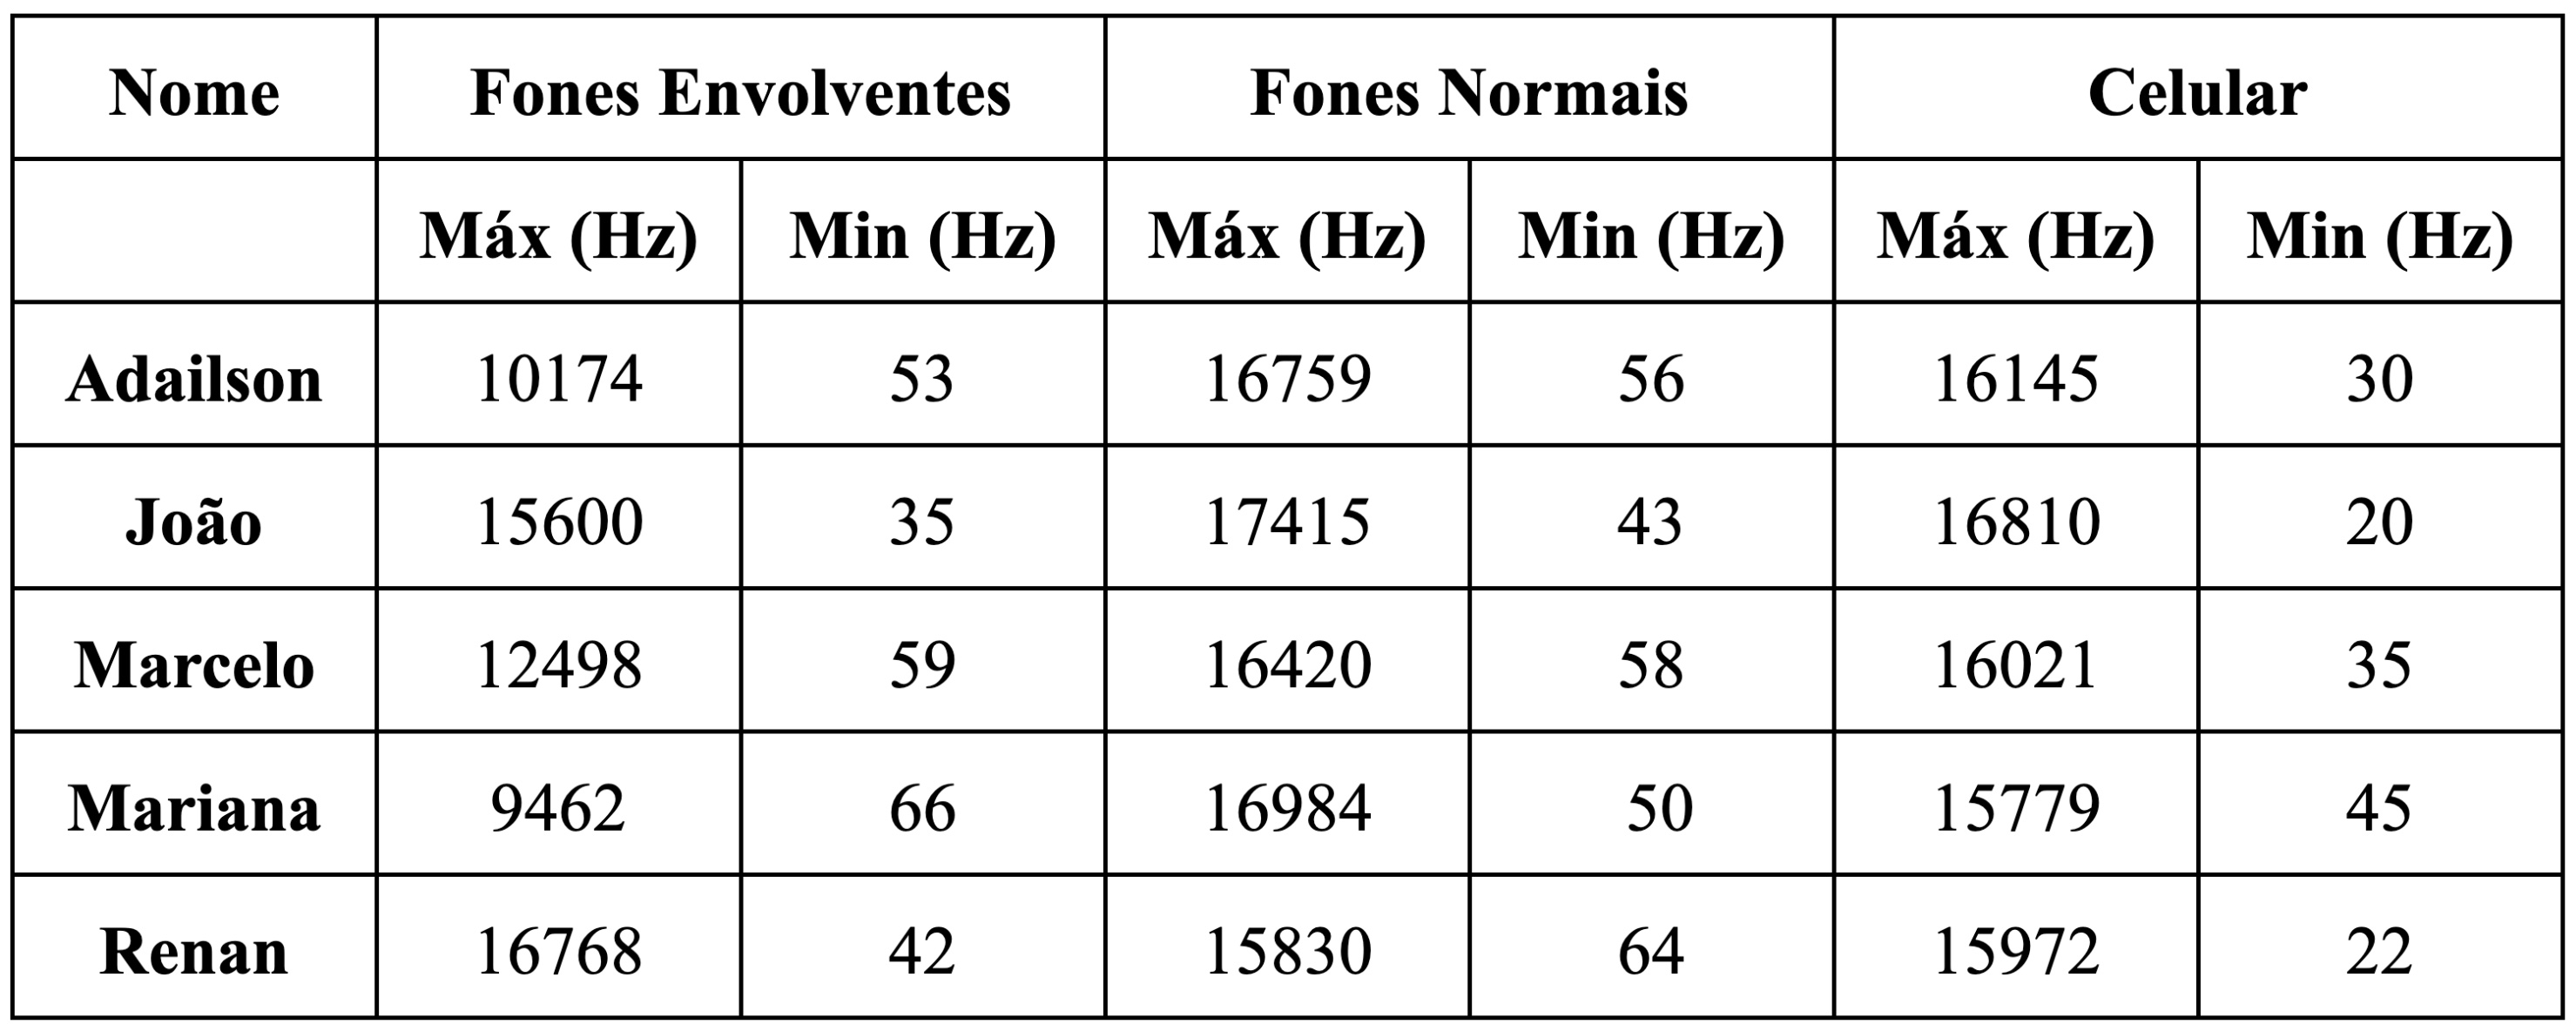 Nome Fones Envolventes Fones Normais Celular
Máx (Hz) Min (Hz) Máx (Hz) Min (Hz) Máx (Hz) Min (Hz)
Adailson 10174 53 16759 56 16145 30
João 15600 35 17415 43 16810 20
Marcelo 12498 59 16420 58 16021 35
Mariana 9462 66 16984 50 15779 45
Renan 16768 42 15830 64 15972 22